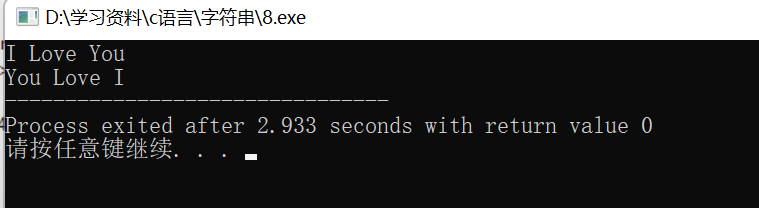 D:\学习资料\c语言\字符串\8.exe
I Love You
You Love I
--------------------------------
Process exited after 2.933 seconds with return value 0
请按任意键继续. . .